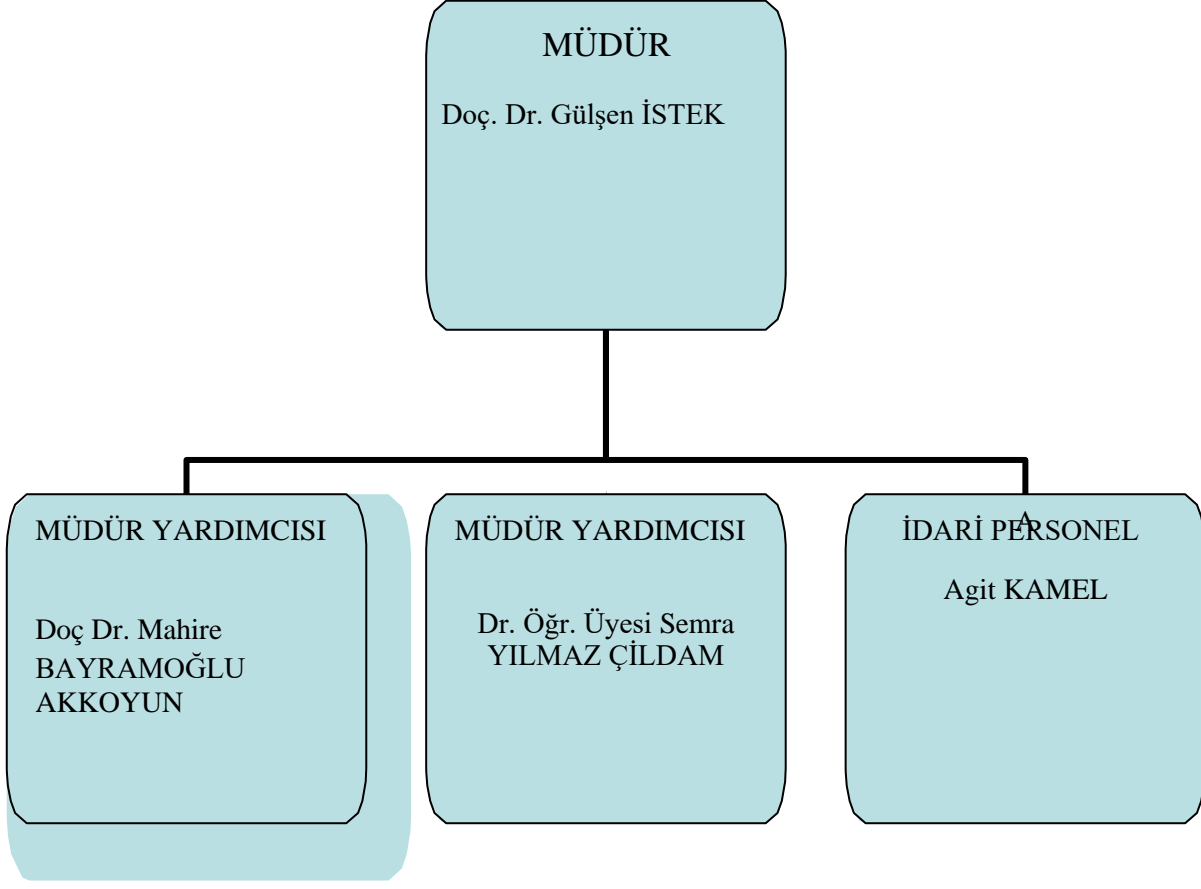 MÜDÜR
Doç. Dr. Gülşen İSTEK
MÜDÜR YARDIMCISI
Doç Dr. Mahire
BAYRAMOĞLU
AKKOYUN
MÜDÜR YARDIMCISI
Dr. Öğr. Üyesi Semra
YILMAZ ÇİLDAM
A
İDARİ PERSONEL
Agit KAMEL